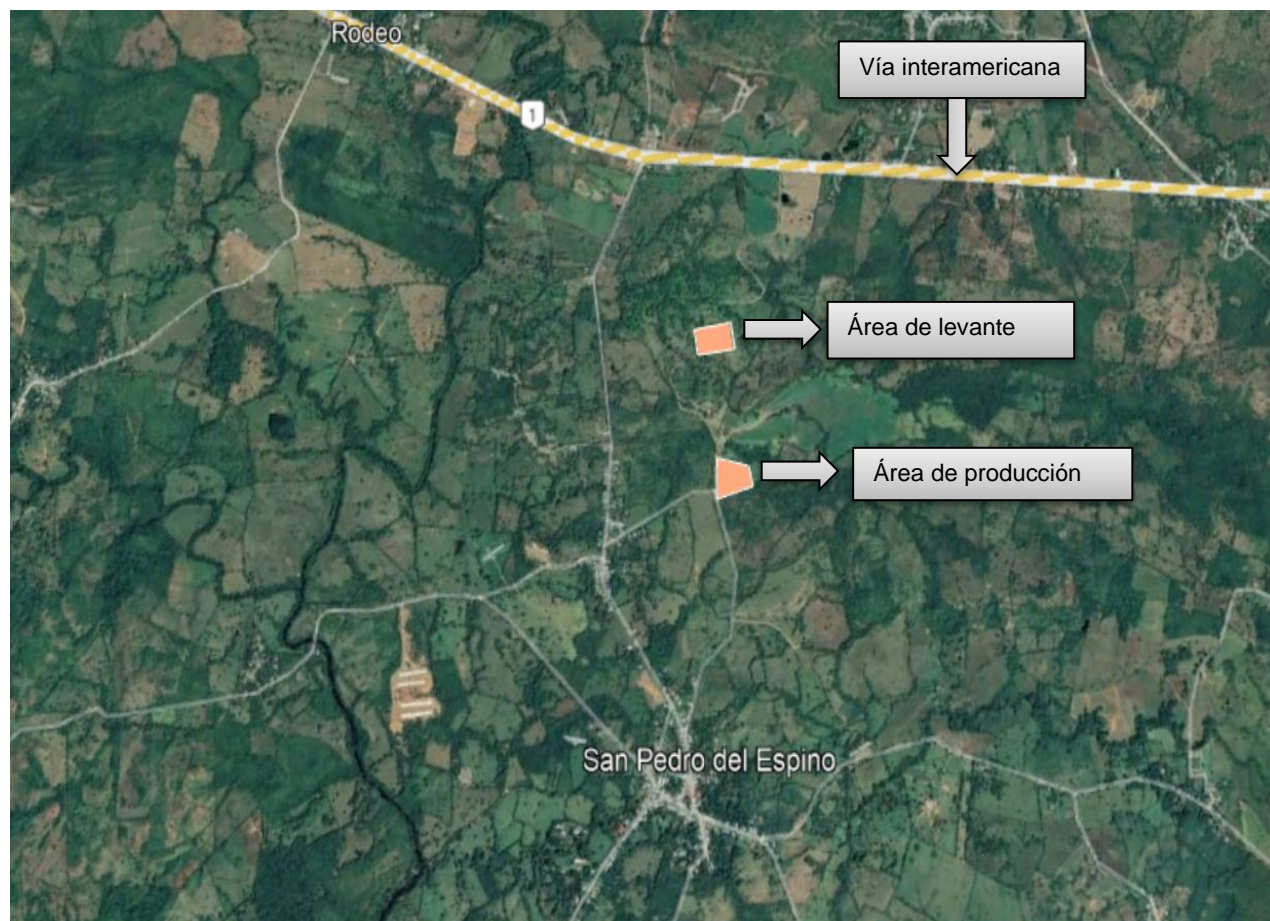 Rodeo
Vía interamericana
1
Área de levante
Área de producción
San Pedro del Espino